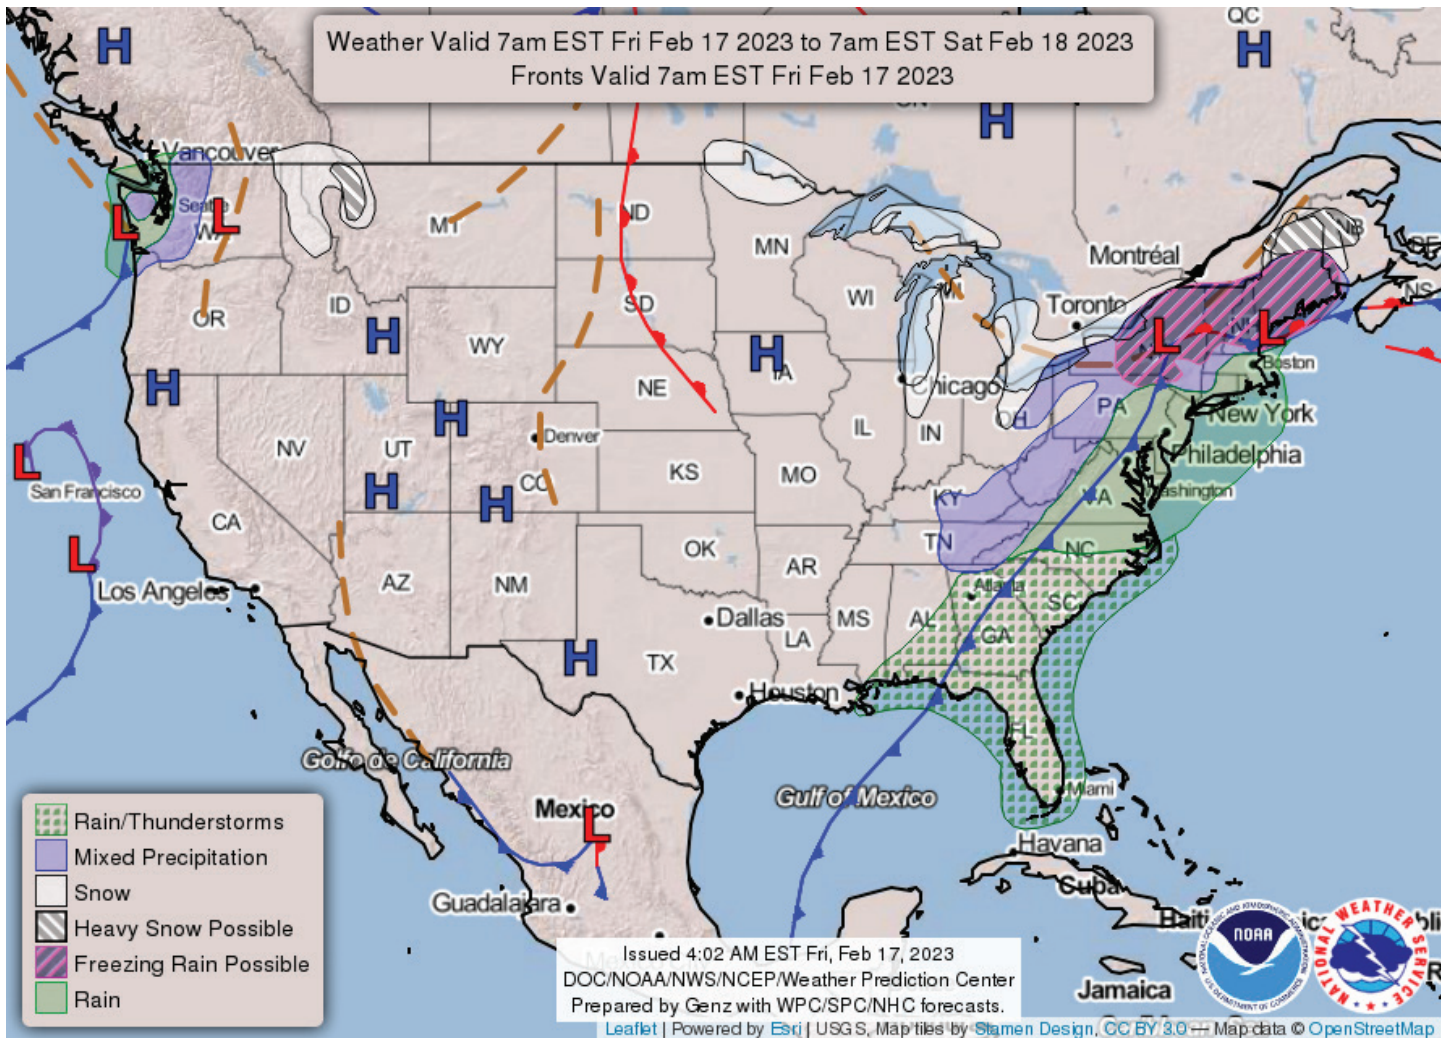 QC
Weather Valid 7am EST Fri Feb 17 2023 to 7am EST Sat Feb 18 2023
Fronts Valid 7am EST Fri Feb 17 2023
H
H
H
Vancouver
Seattle
WA
L
L
MT
ND
MN
Montréal
NB
NS
OR
ID
H
WY
SD
WI
MI
Toronto
L
L
H
IA
Boston
H
NE
Chicago
OH
PA
New York
H
NV
UT
Denver
CO
KS
MO
IL
IN
Philadelphia
L
San Francisco
H
H
KY
VA
Washington
CA
L
OK
TN
NC
Los Angeles
AZ
NM
AR
Atlanta
SC
Dallas
MS
AL
GA
LA
H
TX
Houston
FL
Golfo de California
Gulf of Mexico
Miami
Mexico
L
Havana
Cuba
Guadalajara
Haiti
Jamaica
Rain/Thunderstorms
Mixed Precipitation
Snow
Heavy Snow Possible
Freezing Rain Possible
Rain
Issued 4:02 AM EST Fri, Feb 17, 2023
DOC/NOAA/NWS/NCEP/Weather Prediction Center
Prepared by Genz with WPC/SPC/NHC forecasts.
NOAA
NATIONAL WEATHER SERVICE
Leaflet | Powered by Esri | USGS, Map tiles by Stamen Design, CC BY 3.0 — Map data © OpenStreetMap